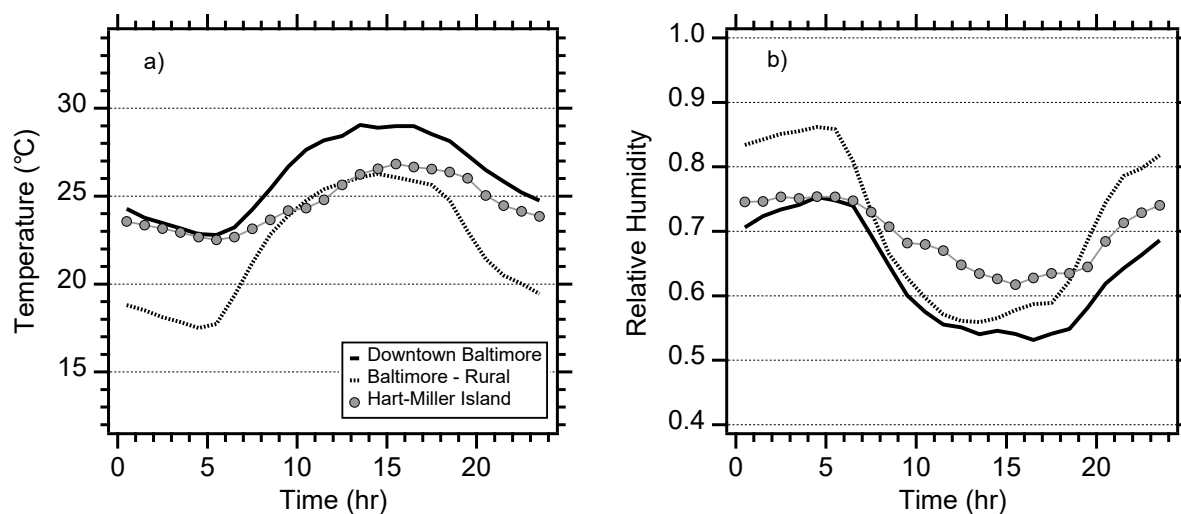 a)
Temperature (°C)
30
25
20
15
0 5 10 15 20
Time (hr)
Downtown Baltimore
Baltimore - Rural
Hart-Miller Island
b)
Relative Humidity
1.0
0.9
0.8
0.7
0.6
0.5
0.4
0 5 10 15 20
Time (hr)